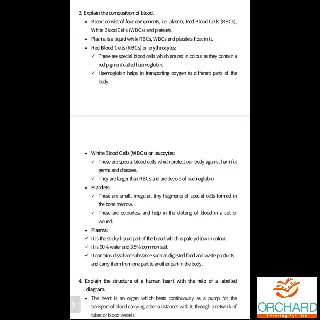 3. Explain the composition of blood.
• Blood consist of four components, i.e. plasma, Red Blood Cells (RBCs),
White Blood Cells (WBCs) and platelets
• Plasma is a liquid while RBCs, WBCs and platelets float in it.
• Red Blood Cells (RBCs) or erythrocytes:
✓ These are special blood cells which are red in colour as they contain a
red pigment called haemoglobin.
✓ Haemoglobin helps in transporting oxygen to different parts of the
body.
• White Blood Cells (WBCs) or leucocytes:
✓ These are special blood cells which protect our body against harmful
germs and diseases.
✓ They are larger than RBCs and are devoid of haemoglobin.
• Platelets:
✓ These are small, irregular, tiny fragments of special cells formed in
the bone marrow.
✓ These are colourless and help in the clotting of blood in a cut or
wound.
• Plasma:
✓ It is the sticky liquid part of the blood which is pale yellow in colour.
✓ It is 90% water and 3.5% common salt.
✓ It contains dissolved substance such as digested food and waste products
and carry them from one part to another part in the body.
4. Explain the structure of a human heart with the help of a labelled
diagram.
• The heart is an organ which beats continuously as a pump for the
transport of blood carrying other substances with it through a network of
tubes or blood vessels.
ORCHARD